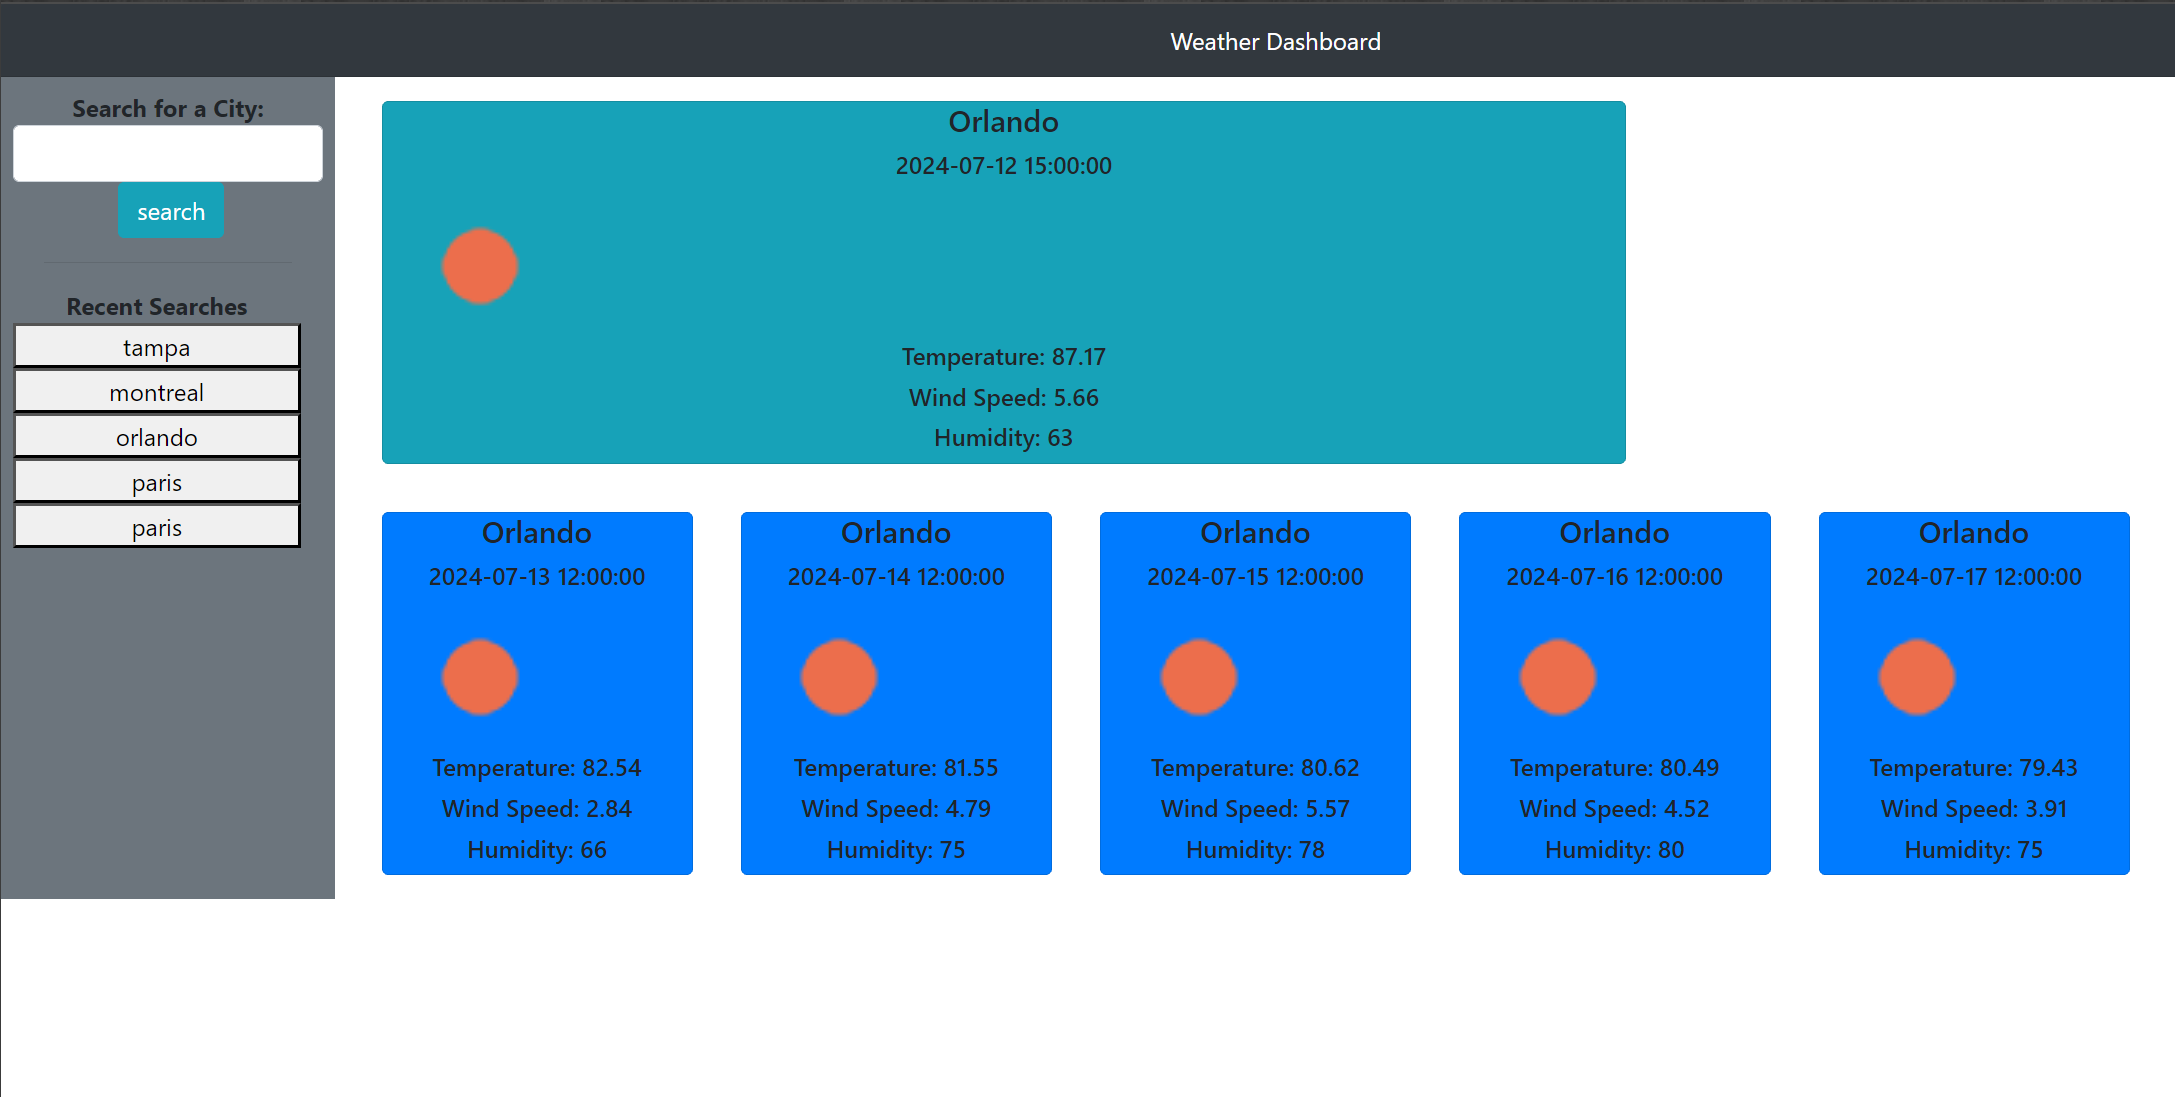 Weather Dashboard
Search for a City:
search
Recent Searches
tampa
montreal
orlando
paris
paris
Orlando
2024-07-12 15:00:00
Temperature: 87.17
Wind Speed: 5.66
Humidity: 63
Orlando
2024-07-13 12:00:00
Temperature: 82.54
Wind Speed: 2.84
Humidity: 66
Orlando
2024-07-14 12:00:00
Temperature: 81.55
Wind Speed: 4.79
Humidity: 75
Orlando
2024-07-15 12:00:00
Temperature: 80.62
Wind Speed: 5.57
Humidity: 78
Orlando
2024-07-16 12:00:00
Temperature: 80.49
Wind Speed: 4.52
Humidity: 80
Orlando
2024-07-17 12:00:00
Temperature: 79.43
Wind Speed: 3.91
Humidity: 75